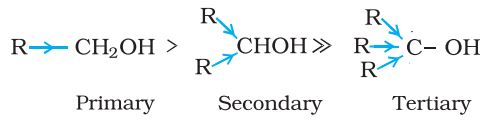 R → CH₂OH > R R CHOH ≫ R R R C – OH
Primary Secondary Tertiary